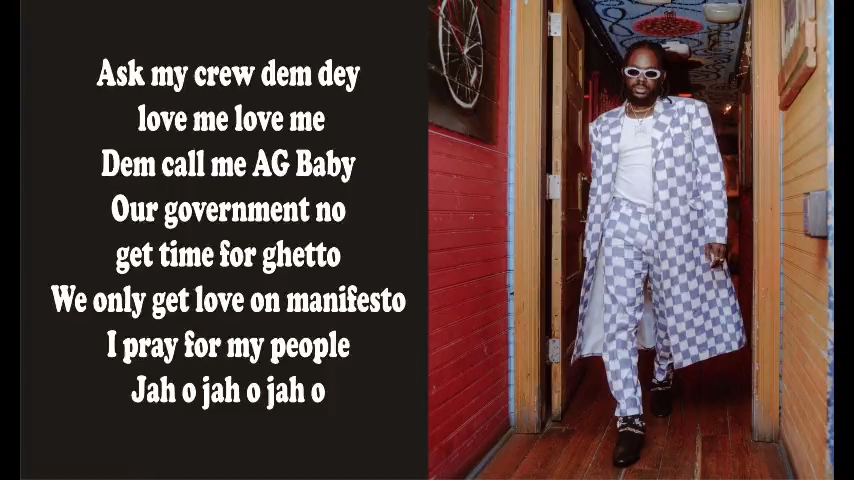 Ask my crew dem dey
love me love me
Dem call me AG Baby
Our government no
get time for ghetto
We only get love on manifesto
I pray for my people
Jah o jah o jah o